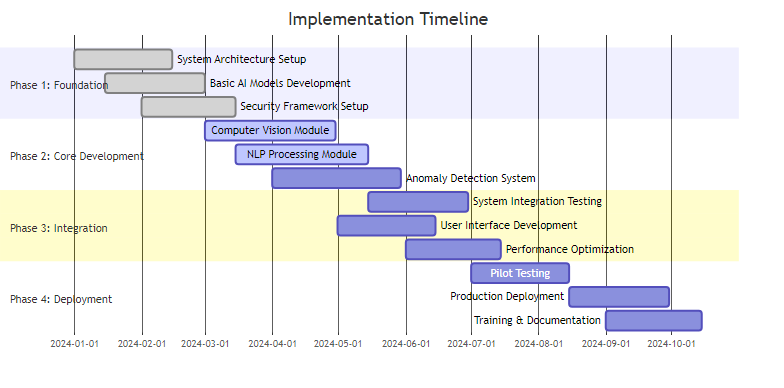 Implementation Timeline
System Architecture Setup
Phase 1: Foundation
Basic AI Models Development
Security Framework Setup
Computer Vision Module
Phase 2: Core Development
NLP Processing Module
Anomaly Detection System
System Integration Testing
Phase 3: Integration
User Interface Development
Performance Optimization
Pilot Testing
Phase 4: Deployment
Production Deployment
Training & Documentation
2024-01-01 2024-02-01 2024-03-01 2024-04-01 2024-05-01 2024-06-01 2024-07-01 2024-08-01 2024-09-01 2024-10-01